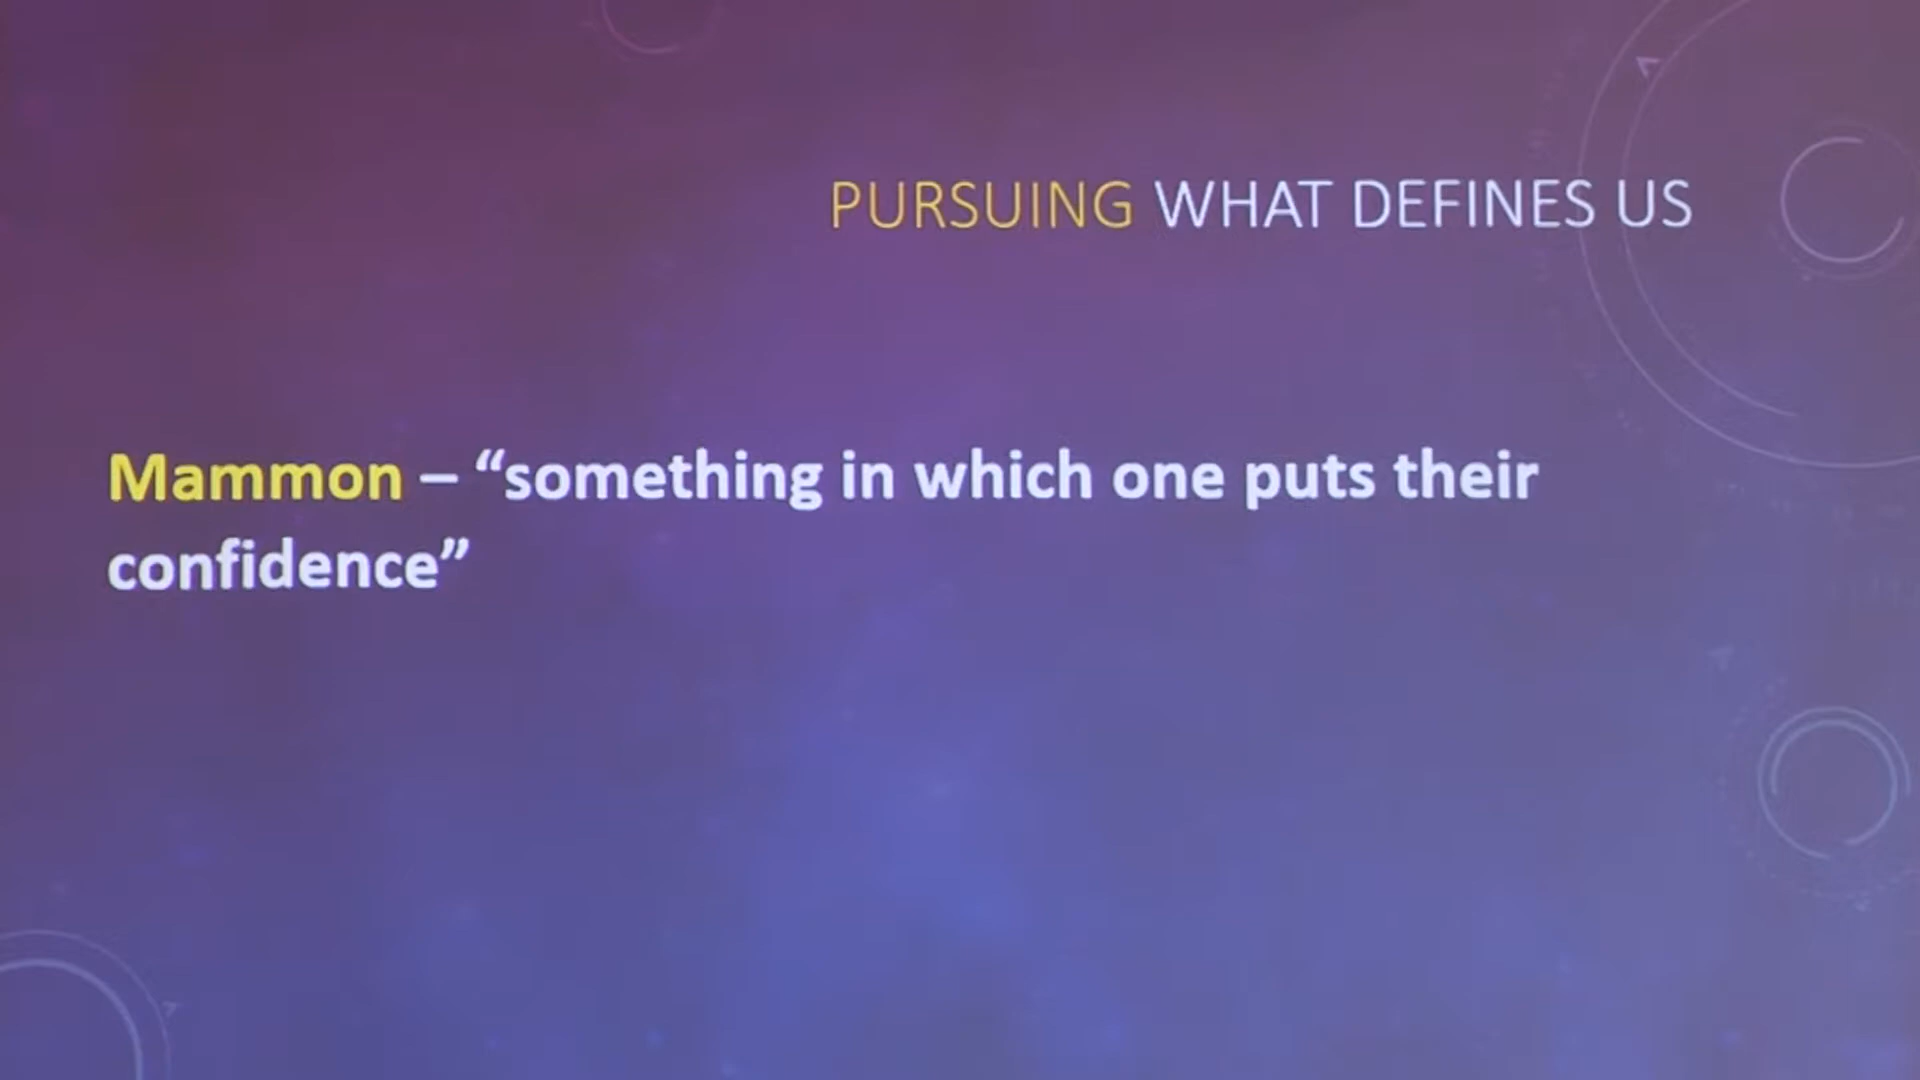 PURSUING WHAT DEFINES US
Mammon – “something in which one puts their
confidence”